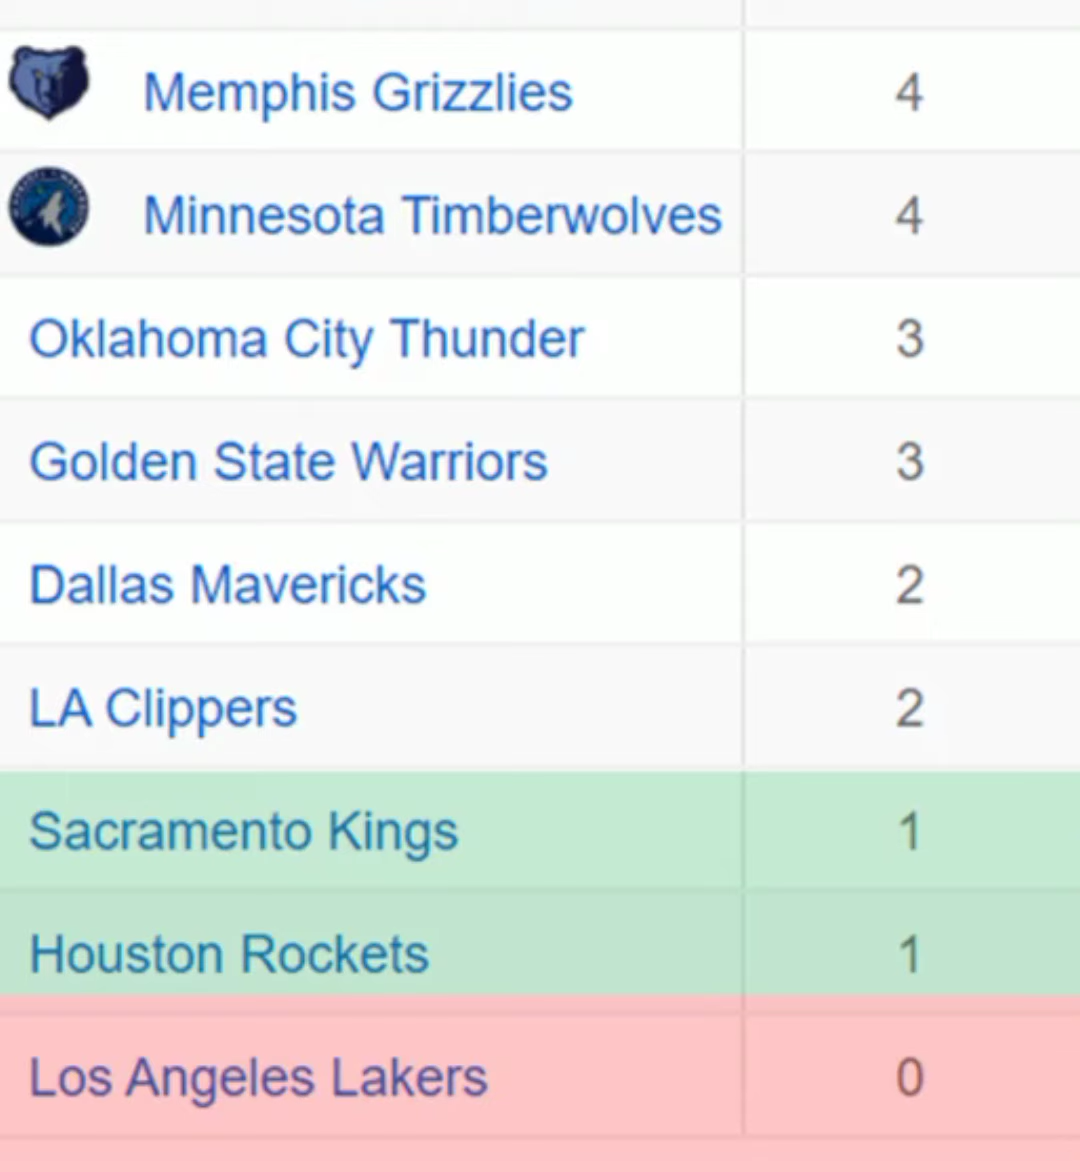 Memphis Grizzlies 4
Minnesota Timberwolves 4
Oklahoma City Thunder 3
Golden State Warriors 3
Dallas Mavericks 2
LA Clippers 2
Sacramento Kings 1
Houston Rockets 1
Los Angeles Lakers 0